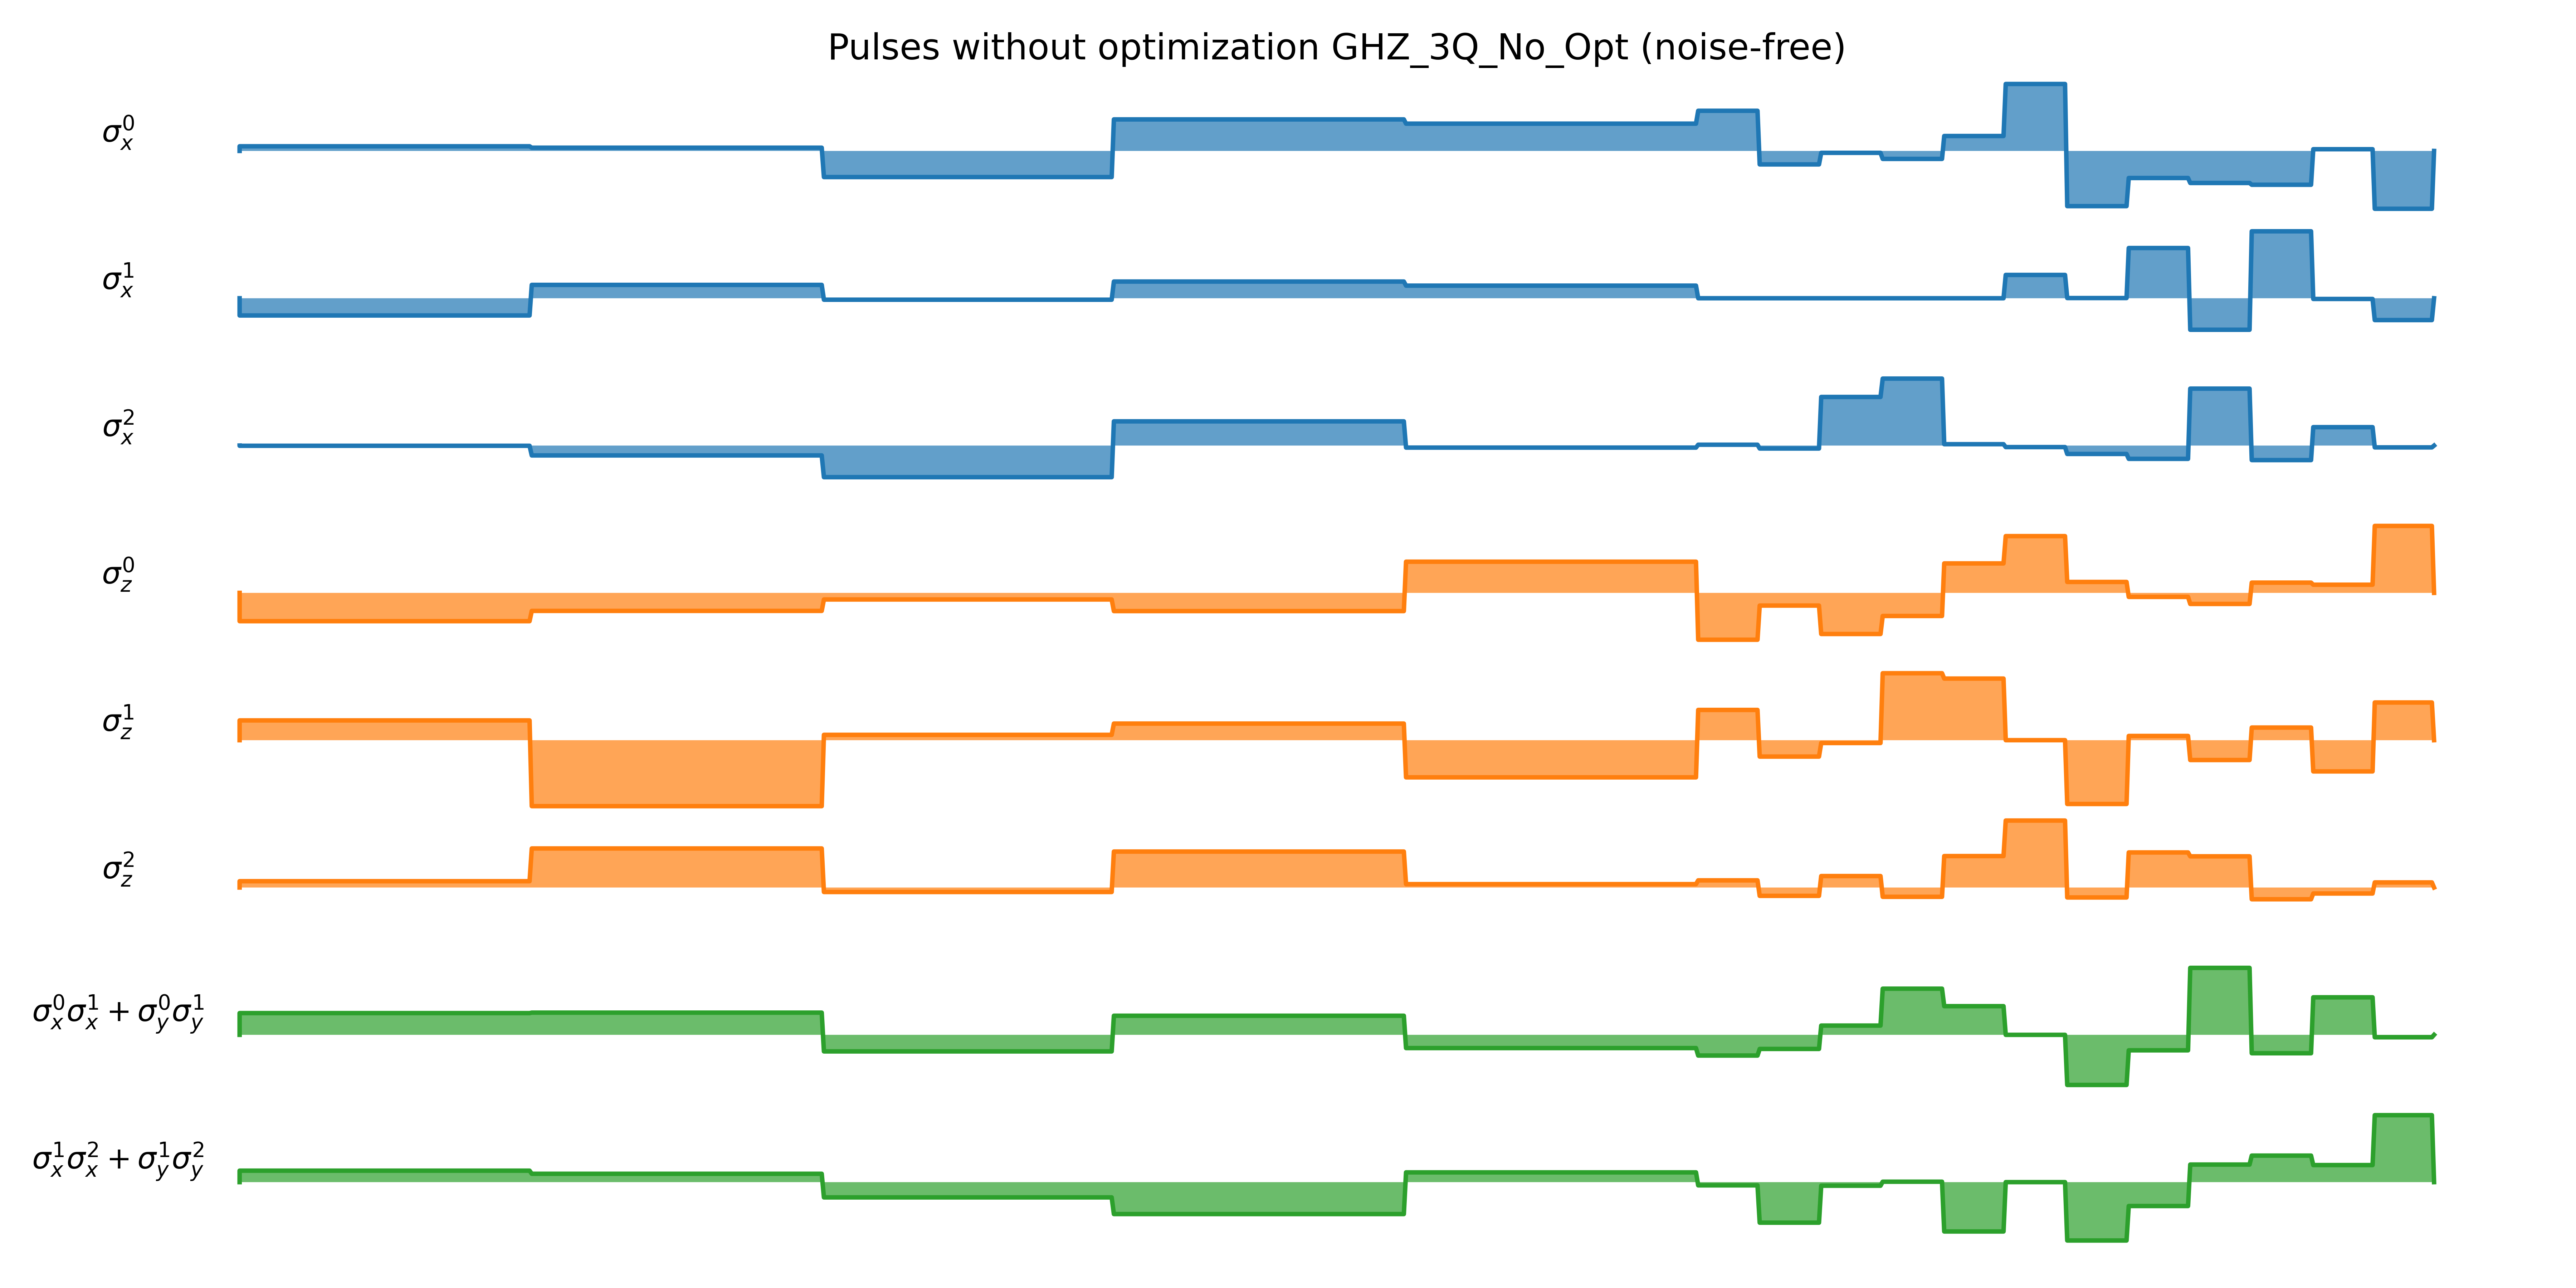 Pulses without optimization GHZ_3Q_No_Opt (noise-free)
σ_x^0
σ_x^1
σ_x^2
σ_z^0
σ_z^1
σ_z^2
σ_x^0σ_x^1 + σ_y^0σ_y^1
σ_x^1σ_x^2 + σ_y^1σ_y^2